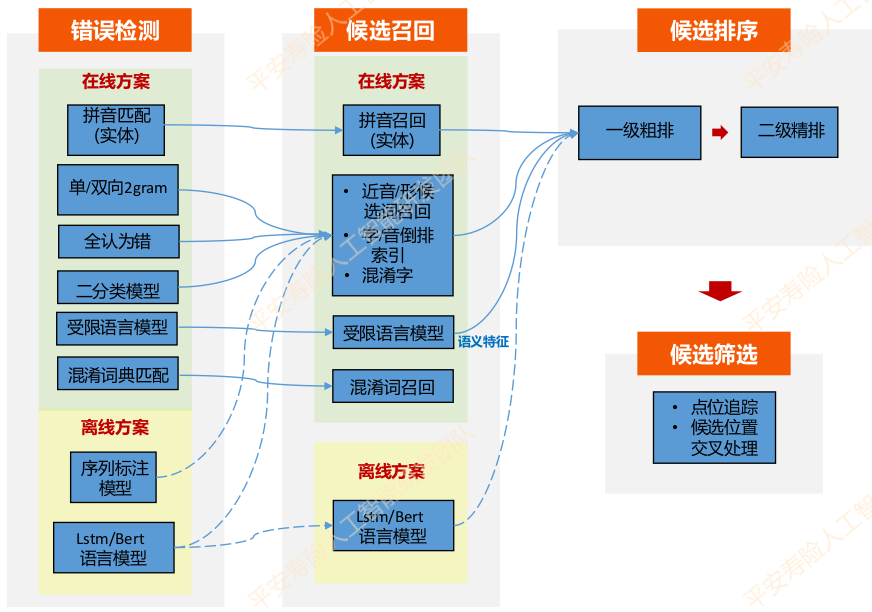 错误检测
在线方案
拼音匹配
(实体)
单/双向2gram
全认为错
二分类模型
受限语言模型
混淆词典匹配
离线方案
序列标注
模型
Lstm/Bert
语言模型
候选召回
在线方案
拼音召回
(实体)
• 近音/形候
选词召回
• 字/音倒排
索引
• 混淆字
受限语言模型
语义特征
混淆词召回
离线方案
Lstm/Bert
语言模型
候选排序
一级粗排
二级精排
候选筛选
• 点位追踪
• 候选位置
交叉处理
平安寿险人工智能研发团队